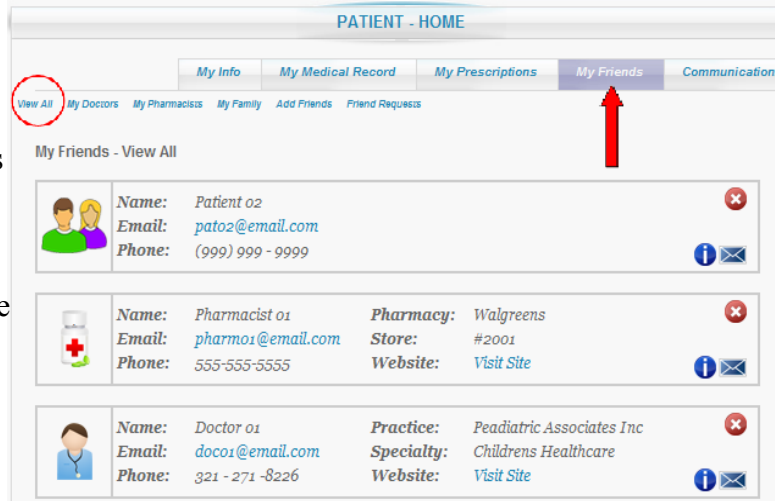 PATIENT - HOME
My Info My Medical Record My Prescriptions My Friends Communication
View All My Doctors My Pharmacists My Family Add Friends Friend Requests
s
My Friends - View All
Name: Patient 02
Email: pat02@email.com
Phone: (999) 999 - 9999
e
Name: Pharmacist 01 Pharmacy: Walgreens
Email: pharm01@email.com Store: #2001
Phone: 555-555-5555 Website: Visit Site
Name: Doctor 01 Practice: Peadiatric Associates Inc
Email: doc01@email.com Specialty: Childrens Healthcare
Phone: 321 - 271 -8226 Website: Visit Site